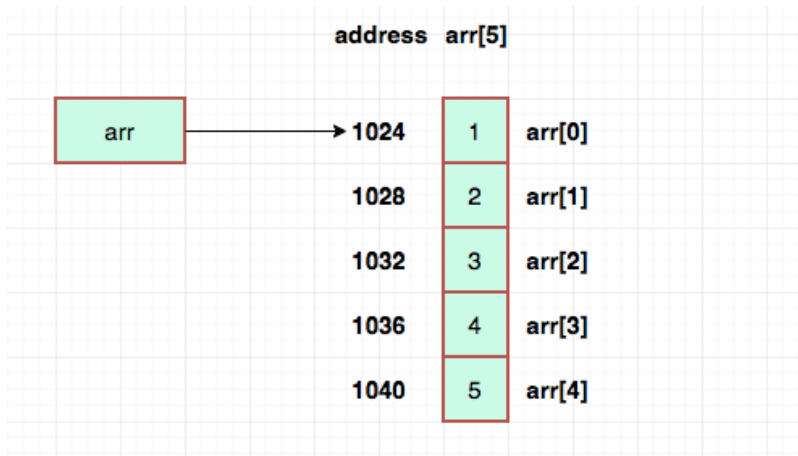 address arr[5]
arr 1024 1 arr[0]
1028 2 arr[1]
1032 3 arr[2]
1036 4 arr[3]
1040 5 arr[4]